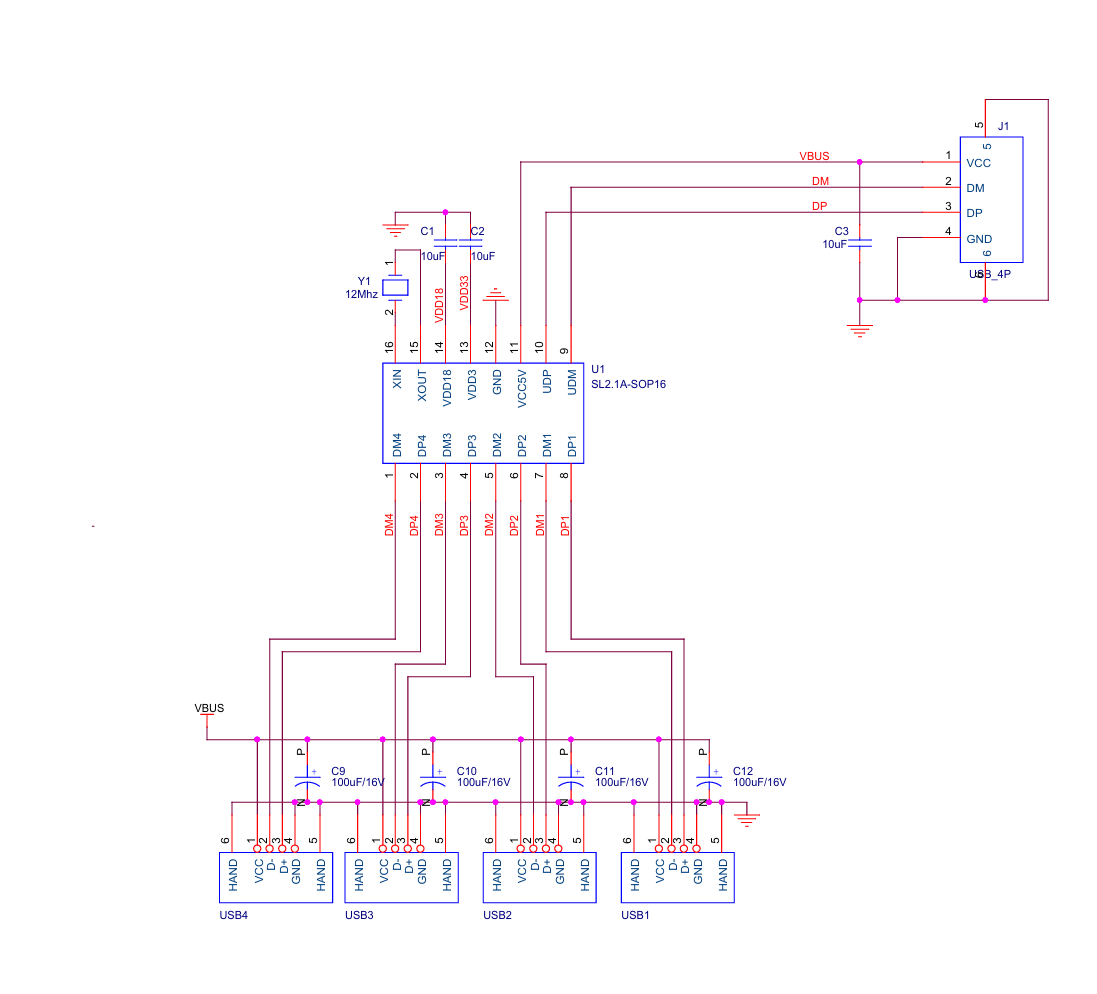 5
J1
5
VBUS
1
VCC
DM
2
DM
DP
3
DP
4
GND
C3
10uF
6
6
USB_4P
C1
C2
10uF
10uF
1
Y1
12Mhz
2
VDD18
VDD33
16
15
14
13
12
11
10
9
U1
SL2.1A-SOP16
XIN
XOUT
VDD18
VDD3
GND
VCC5V
UDP
UDM
DM4
DP4
DM3
DP3
DM2
DP2
DM1
DP1
1
2
3
4
5
6
7
8
DM4
DP4
DM3
DP3
DM2
DP2
DM1
DP1
VBUS
P
P
P
P
C9
100uF/16V
C10
100uF/16V
C11
100uF/16V
C12
100uF/16V
N
N
N
N
6
1
2
3
4
5
6
1
2
3
4
5
6
1
2
3
4
5
6
1
2
3
4
5
HAND
VCC
D-
D+
GND
HAND
HAND
VCC
D-
D+
GND
HAND
HAND
VCC
D-
D+
GND
HAND
HAND
VCC
D-
D+
GND
HAND
USB4
USB3
USB2
USB1